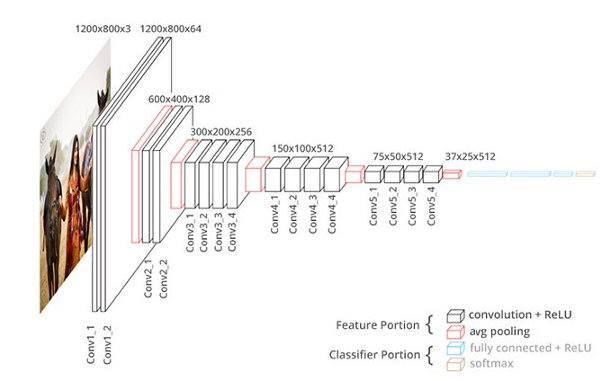 1200x800x3
1200x800x64
600x400x128
300x200x256
150x100x512
75x50x512
37x25x512
Conv1_1
Conv1_2
Conv2_1
Conv2_2
Conv3_1
Conv3_2
Conv3_3
Conv3_4
Conv4_1
Conv4_2
Conv4_3
Conv4_4
Conv5_1
Conv5_2
Conv5_3
Conv5_4
Feature Portion {
convolution + ReLU
avg pooling
Classifier Portion {
fully connected + ReLU
softmax